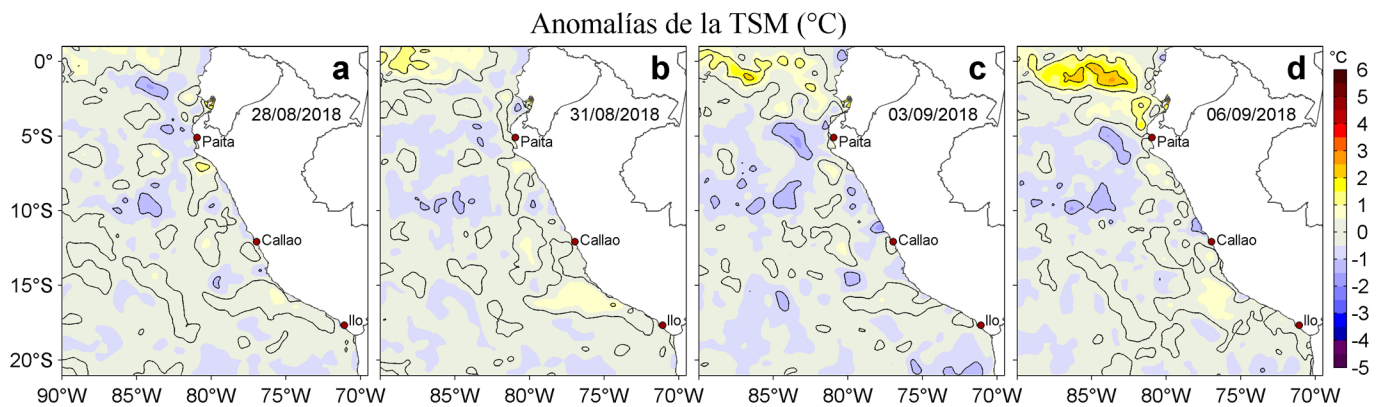 Anomalías de la TSM (°C)
a
28/08/2018
Paita
Callao
Ilo
b
31/08/2018
Paita
Callao
Ilo
c
03/09/2018
Paita
Callao
Ilo
d
06/09/2018
Paita
Callao
Ilo
0°
5°S
10°S
15°S
20°S
90°W 85°W 80°W 75°W 70°W 85°W 80°W 75°W 70°W 85°W 80°W 75°W 70°W 85°W 80°W 75°W 70°W
°C
6
5
4
3
2
1
0
-1
-2
-3
-4
-5